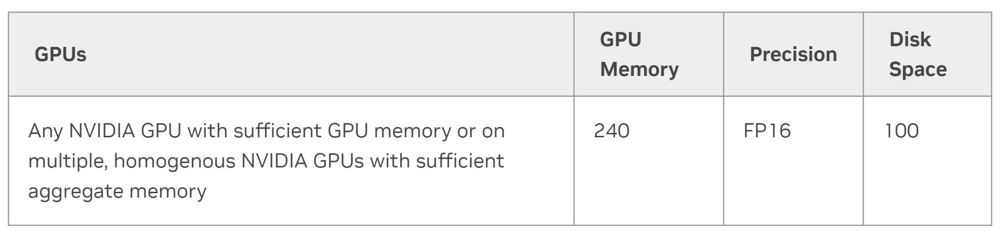 GPUs
GPU
Memory
Precision
Disk
Space
Any NVIDIA GPU with sufficient GPU memory or on
multiple, homogenous NVIDIA GPUs with sufficient
aggregate memory
240
FP16
100